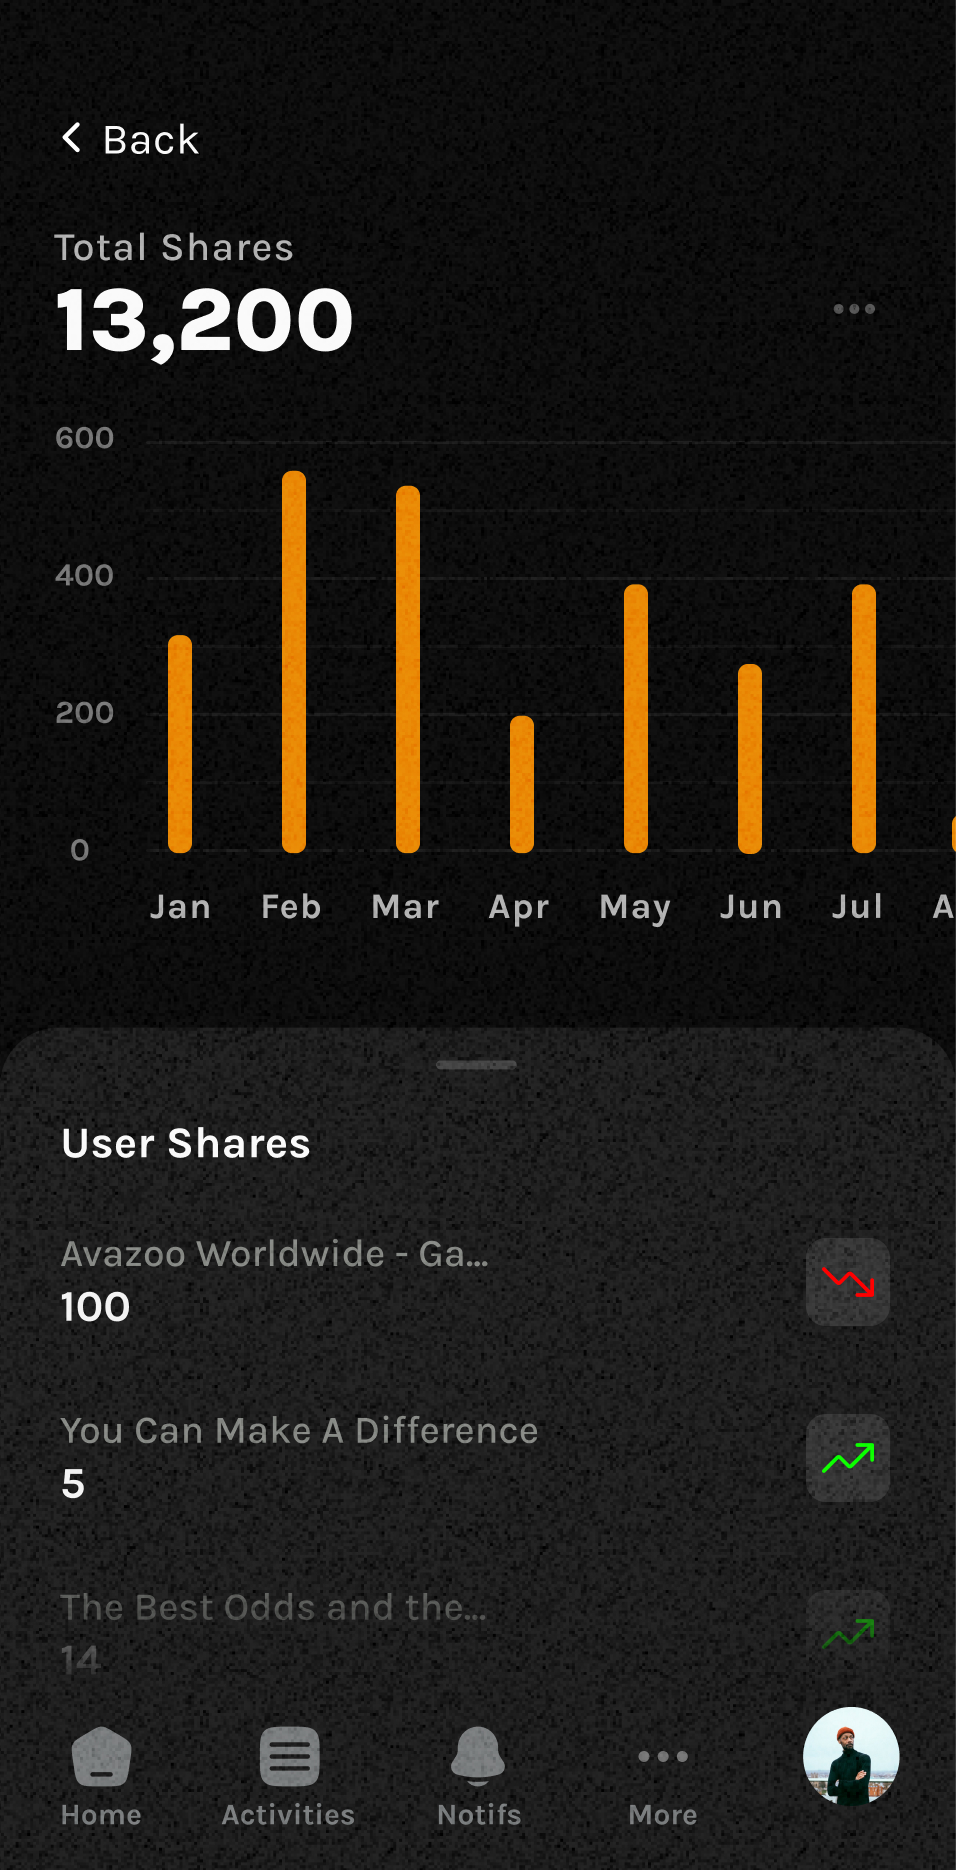 Back
Total Shares
13,200
600
400
200
0
Jan Feb Mar Apr May Jun Jul A
User Shares
Avazoo Worldwide - Ga...
100
You Can Make A Difference
5
The Best Odds and the...
14
Home Activities Notifs More